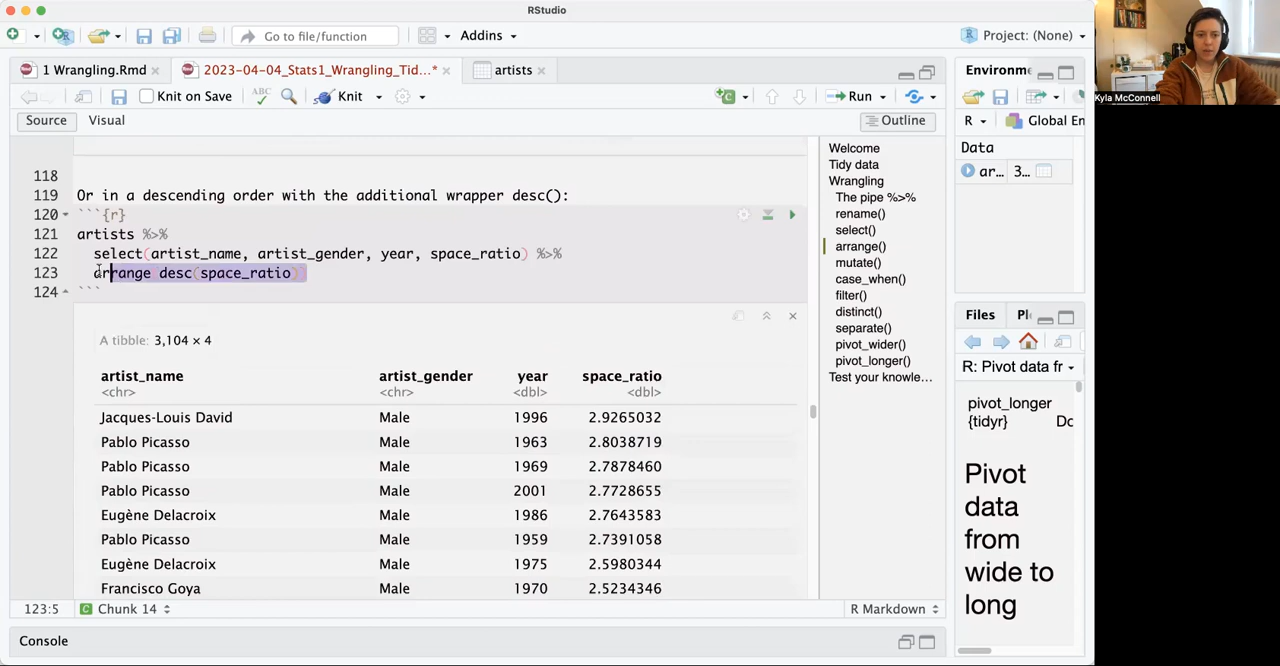 RStudio
Go to file/function
Addins
Project: (None)
Kyla McConnell
1 Wrangling.Rmd
2023-04-04_Stats1_Wrangling_Tid...*
artists
Knit on Save
ABC
Knit
Run
Source
Visual
Outline
118
119 Or in a descending order with the additional wrapper desc():
120 ```{r}
121 artists %>%
122 select(artist_name, artist_gender, year, space_ratio) %>%
123 arrange desc(space_ratio)
124 ```
A tibble: 3,104 × 4
artist_name artist_gender year space_ratio
<chr> <chr> <dbl> <dbl>
Jacques-Louis David Male 1996 2.9265032
Pablo Picasso Male 1963 2.8038719
Pablo Picasso Male 1969 2.7878460
Pablo Picasso Male 2001 2.7728655
Eugène Delacroix Male 1986 2.7643583
Pablo Picasso Male 1959 2.7391058
Eugène Delacroix Male 1975 2.5980344
Francisco Goya Male 1970 2.5234346
123:5 Chunk 14
R Markdown
Console
Welcome
Tidy data
Wrangling
The pipe %>%
rename()
select()
arrange()
mutate()
case_when()
filter()
distinct()
separate()
pivot_wider()
pivot_longer()
Test your knowle...
Environme
R
Global En
Data
ar... 3...
Files
Pl
R: Pivot data fr
pivot_longer
{tidyr} Dc
Pivot
data
from
wide to
long